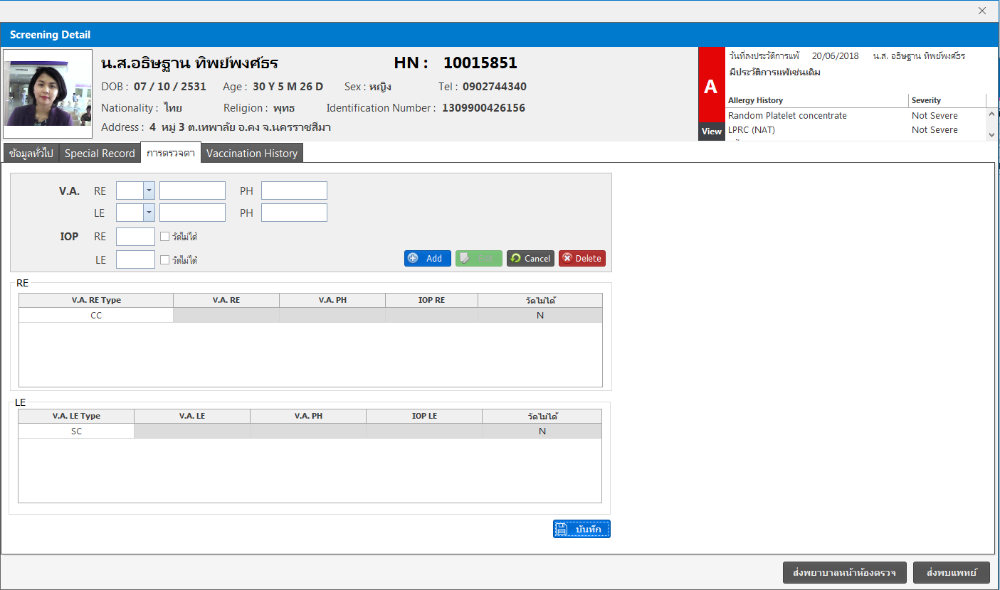 Screening Detail
น.ส.อธิษฐาน ทิพย์พงศ์ธร HN : 10015851
DOB : 07 / 10 / 2531 Age : 30 Y 5 M 26 D Sex : หญิง Tel : 0902744340
Nationality : ไทย Religion : พุทธ Identification Number : 1309900426156
Address : 4 หมู่ 3 ต.เทพาลัย อ.คง จ.นครราชสีมา
A
View
วันที่ลงประวัติการแพ้ 20/06/2018 น.ส. อธิษฐาน ทิพย์พงศ์ธร
มีประวัติการแพ้เช่นเดิม
Allergy History Severity
Random Platelet concentrate Not Severe
LPRC (NAT) Not Severe
ข้อมูลทั่วไป Special Record การตรวจตา Vaccination History
V.A. RE PH
LE PH
IOP RE วัดไม่ได้
LE วัดไม่ได้
Add Edit Cancel Delete
RE
V.A. RE Type V.A. RE V.A. PH IOP RE วัดไม่ได้
CC N
LE
V.A. LE Type V.A. LE V.A. PH IOP LE วัดไม่ได้
SC N
บันทึก
ส่งพยาบาลหน้าห้องตรวจ ส่งพบแพทย์